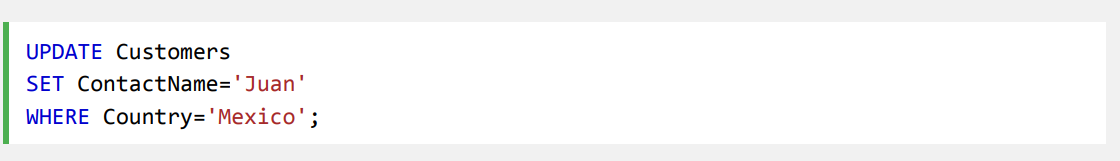 UPDATE Customers
SET ContactName='Juan'
WHERE Country='Mexico';